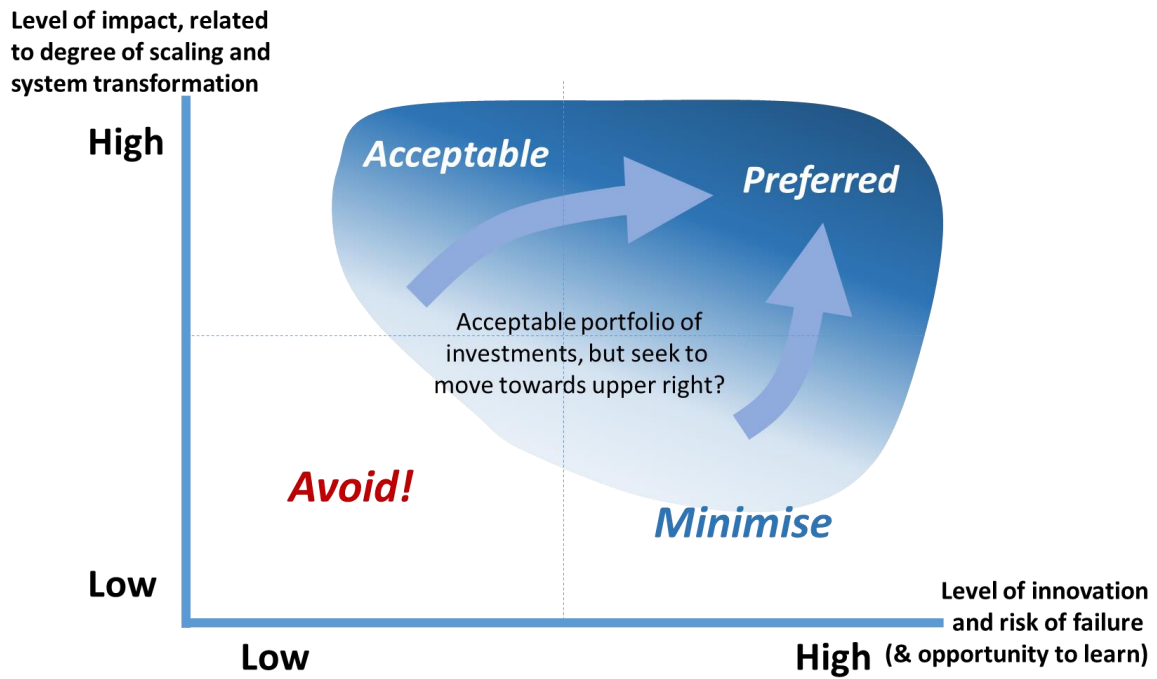 Level of impact, related
to degree of scaling and
system transformation
High
Acceptable
Preferred
Acceptable portfolio of
investments, but seek to
move towards upper right?
Avoid!
Minimise
Low
Level of innovation
and risk of failure
(& opportunity to learn)
Low
High